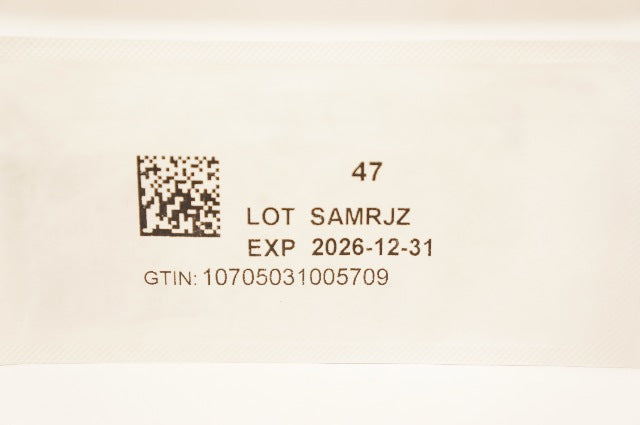 47
LOT SAMRJZ
EXP 2026-12-31
GTIN: 10705031005709